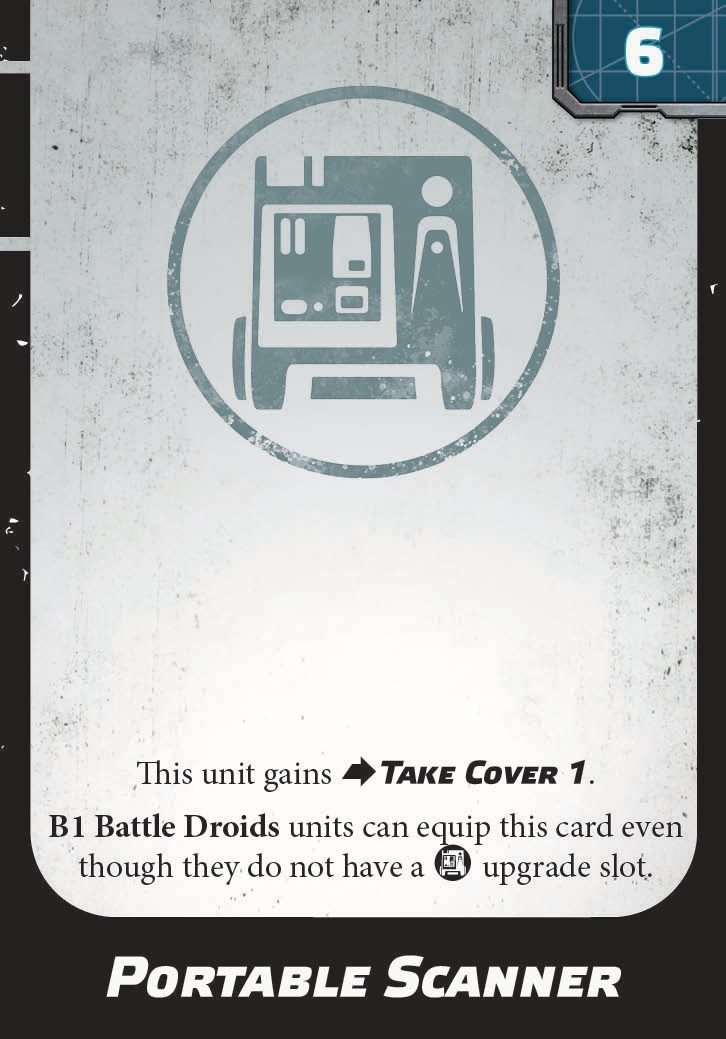 6
This unit gains TAKE COVER 1.
B1 Battle Droids units can equip this card even
though they do not have a upgrade slot.
PORTABLE SCANNER